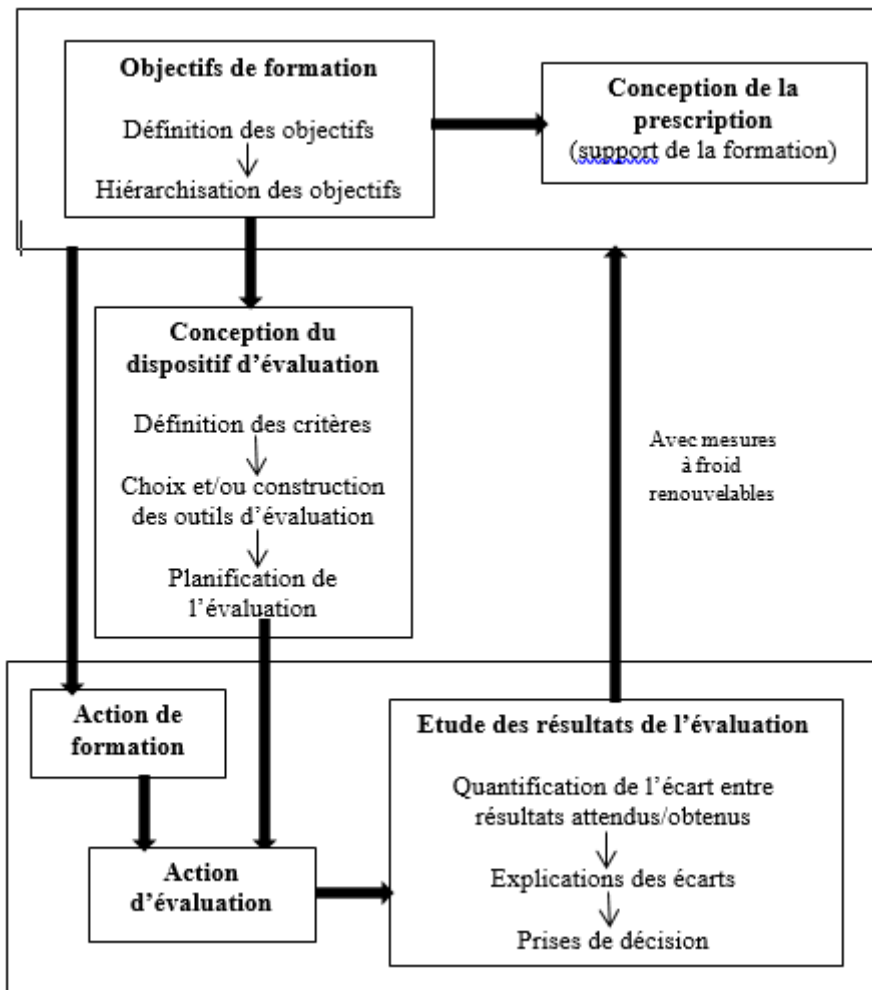 Objectifs de formation
Définition des objectifs
Hiérarchisation des objectifs
Conception de la
prescription
(support de la formation)
Conception du
dispositif d’évaluation
Définition des critères
Choix et/ou construction
des outils d’évaluation
Planification de
l’évaluation
Avec mesures
à froid
renouvelables
Action de
formation
Action
d’évaluation
Etude des résultats de l’évaluation
Quantification de l’écart entre
résultats attendus/obtenus
Explications des écarts
Prises de décision